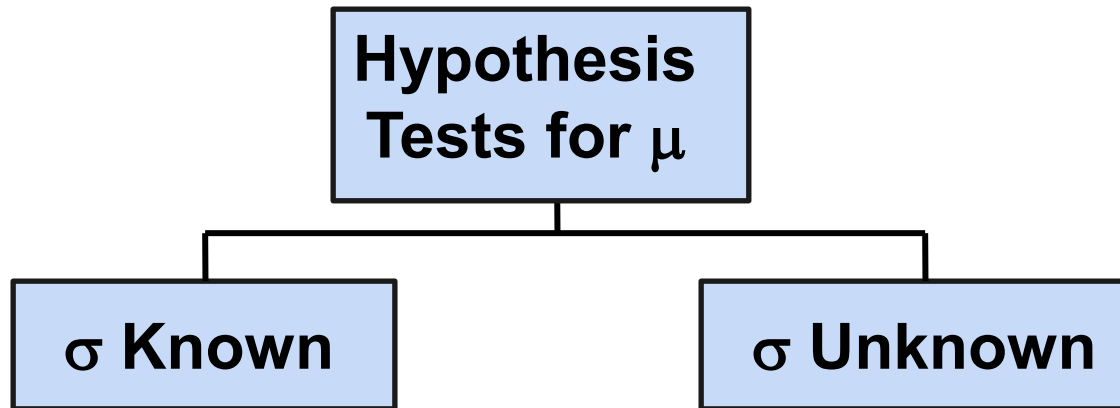 Hypothesis
Tests for μ
σ Known
σ Unknown